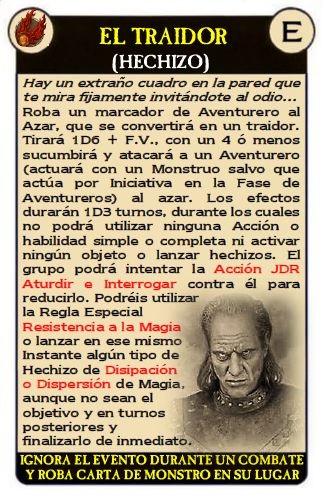 EL TRAIDOR
E
(HECHIZO)
Hay un extraño cuadro en la pared que
te mira fijamente invitándote al odio...
Roba un marcador de Aventurero al
Azar, que se convertirá en un traidor.
Tirará 1D6 + F.V., con un 4 ó menos
sucumbirá y atacará a un Aventurero
(actuará con un Monstruo salvo que
actúa por Iniciativa en la Fase de
Aventureros) al azar. Los efectos
durarán 1D3 turnos, durante los cuales
no podrá utilizar ninguna Acción o
habilidad simple o completa ni activar
ningún objeto o lanzar hechizos. El
grupo podrá intentar la Acción JDR
Aturdir e Interrogar contra él para
reducirlo. Podréis utilizar
la Regla Especial
Resistencia a la Magia
o lanzar en ese mismo
Instante algún tipo de
Hechizo de Disipación
o Dispersión de Magia,
aunque no sean el
objetivo y en turnos
posteriores y
finalizarlo de inmediato.
IGNORA EL EVENTO DURANTE UN COMBATE
Y ROBA CARTA DE MONSTRO EN SU LUGAR